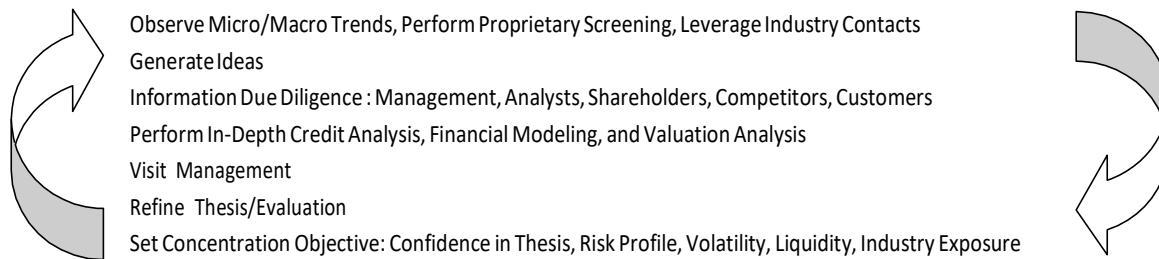 Observe Micro/Macro Trends, Perform Proprietary Screening, Leverage Industry Contacts
Generate Ideas
Information Due Diligence : Management, Analysts, Shareholders, Competitors, Customers
Perform In-Depth Credit Analysis, Financial Modeling, and Valuation Analysis
Visit Management
Refine Thesis/Evaluation
Set Concentration Objective: Confidence in Thesis, Risk Profile, Volatility, Liquidity, Industry Exposure